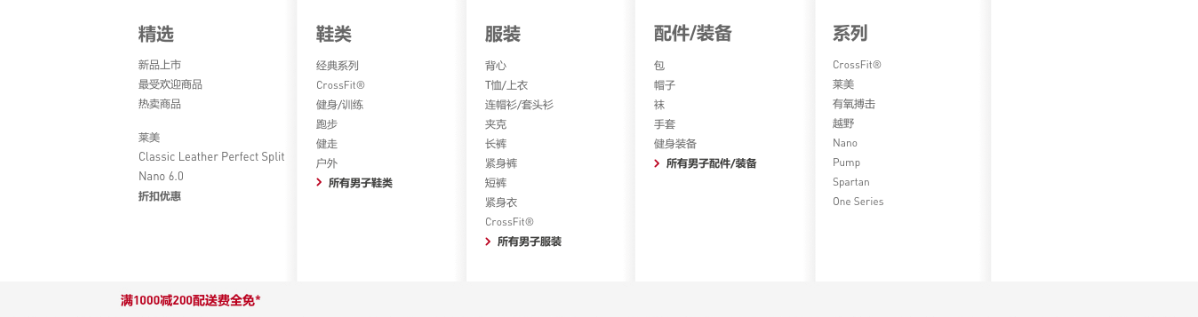 精选
新品上市
最受欢迎商品
热卖商品
莱美
Classic Leather Perfect Split
Nano 6.0
折扣优惠
鞋类
经典系列
CrossFit®
健身/训练
跑步
健走
户外
所有男子鞋类
服装
背心
T恤/上衣
连帽衫/套头衫
夹克
长裤
紧身裤
短裤
紧身衣
CrossFit®
所有男子服装
配件/装备
包
帽子
袜
手套
健身装备
所有男子配件/装备
系列
CrossFit®
莱美
有氧搏击
越野
Nano
Pump
Spartan
One Series
满1000减200配送费全免*